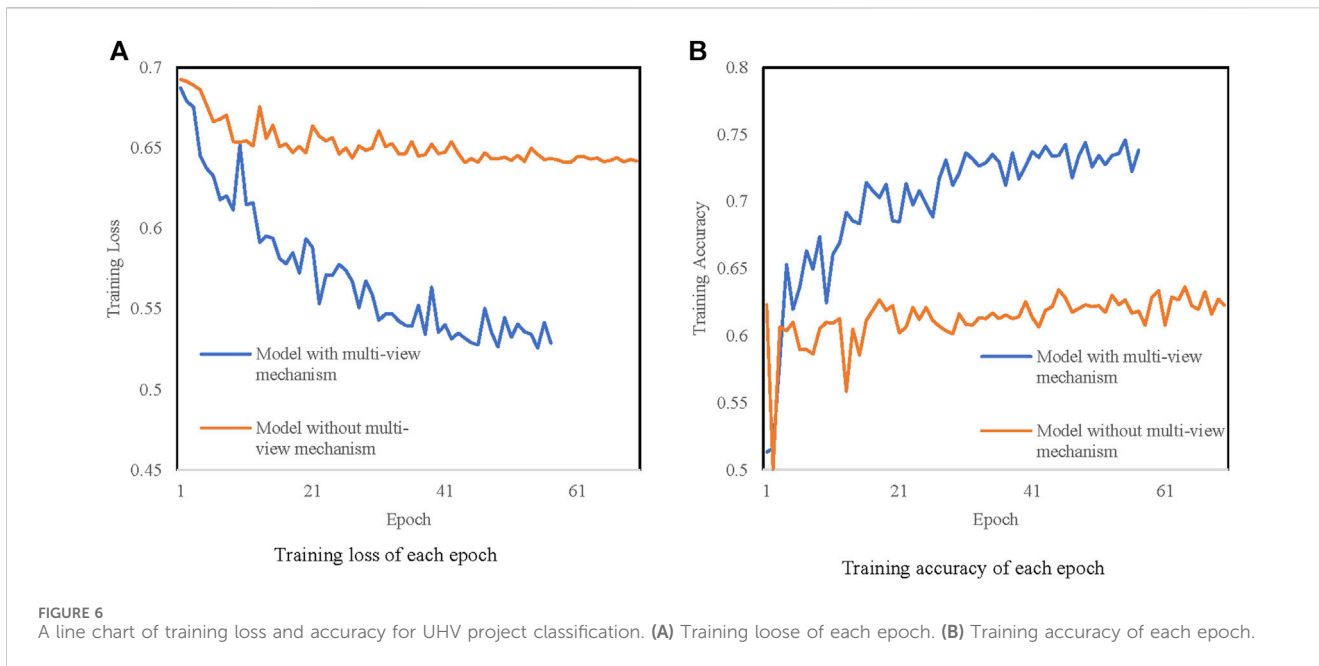 A
0.7
0.65
0.6
0.55
0.5
0.45
Training Loss
Model with multi-view
mechanism
Model without multi-
view mechanism
1
21
41
61
Epoch
Training loss of each epoch
B
0.8
0.75
0.7
0.65
0.6
0.55
0.5
Training Accuracy
Model with multi-view
mechanism
Model without multi-view
mechanism
1
21
41
61
Epoch
Training accuracy of each epoch
FIGURE 6
A line chart of training loss and accuracy for UHV project classification. (A) Training loose of each epoch. (B) Training accuracy of each epoch.